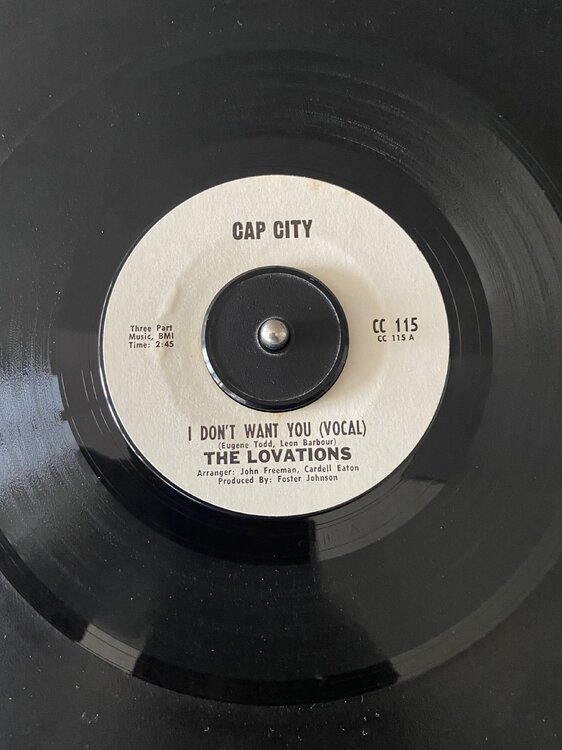 CAP CITY
Three Part
Music, BMI
Time: 2:45
CC 115
CC 115 A
I DON'T WANT YOU (VOCAL)
(Eugene Todd, Leon Barbour)
THE LOVATIONS
Arranger: John Freeman, Cardell Eaton
Produced By: Foster Johnson